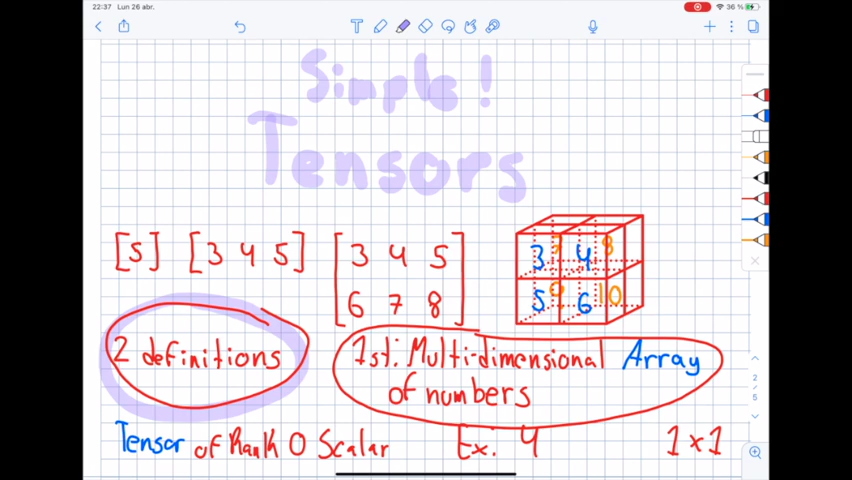 22:37 Lun 26 abr.
36 %
Simple!
Tensors
[5] [3 4 5] [3 4 5
6 7 8]
3 7 4 8
5 9 6 10
2 definitions
1st: Multi-dimensional Array
of numbers
2
5
Tensor of Rank 0 Scalar Ex: 4 1x1